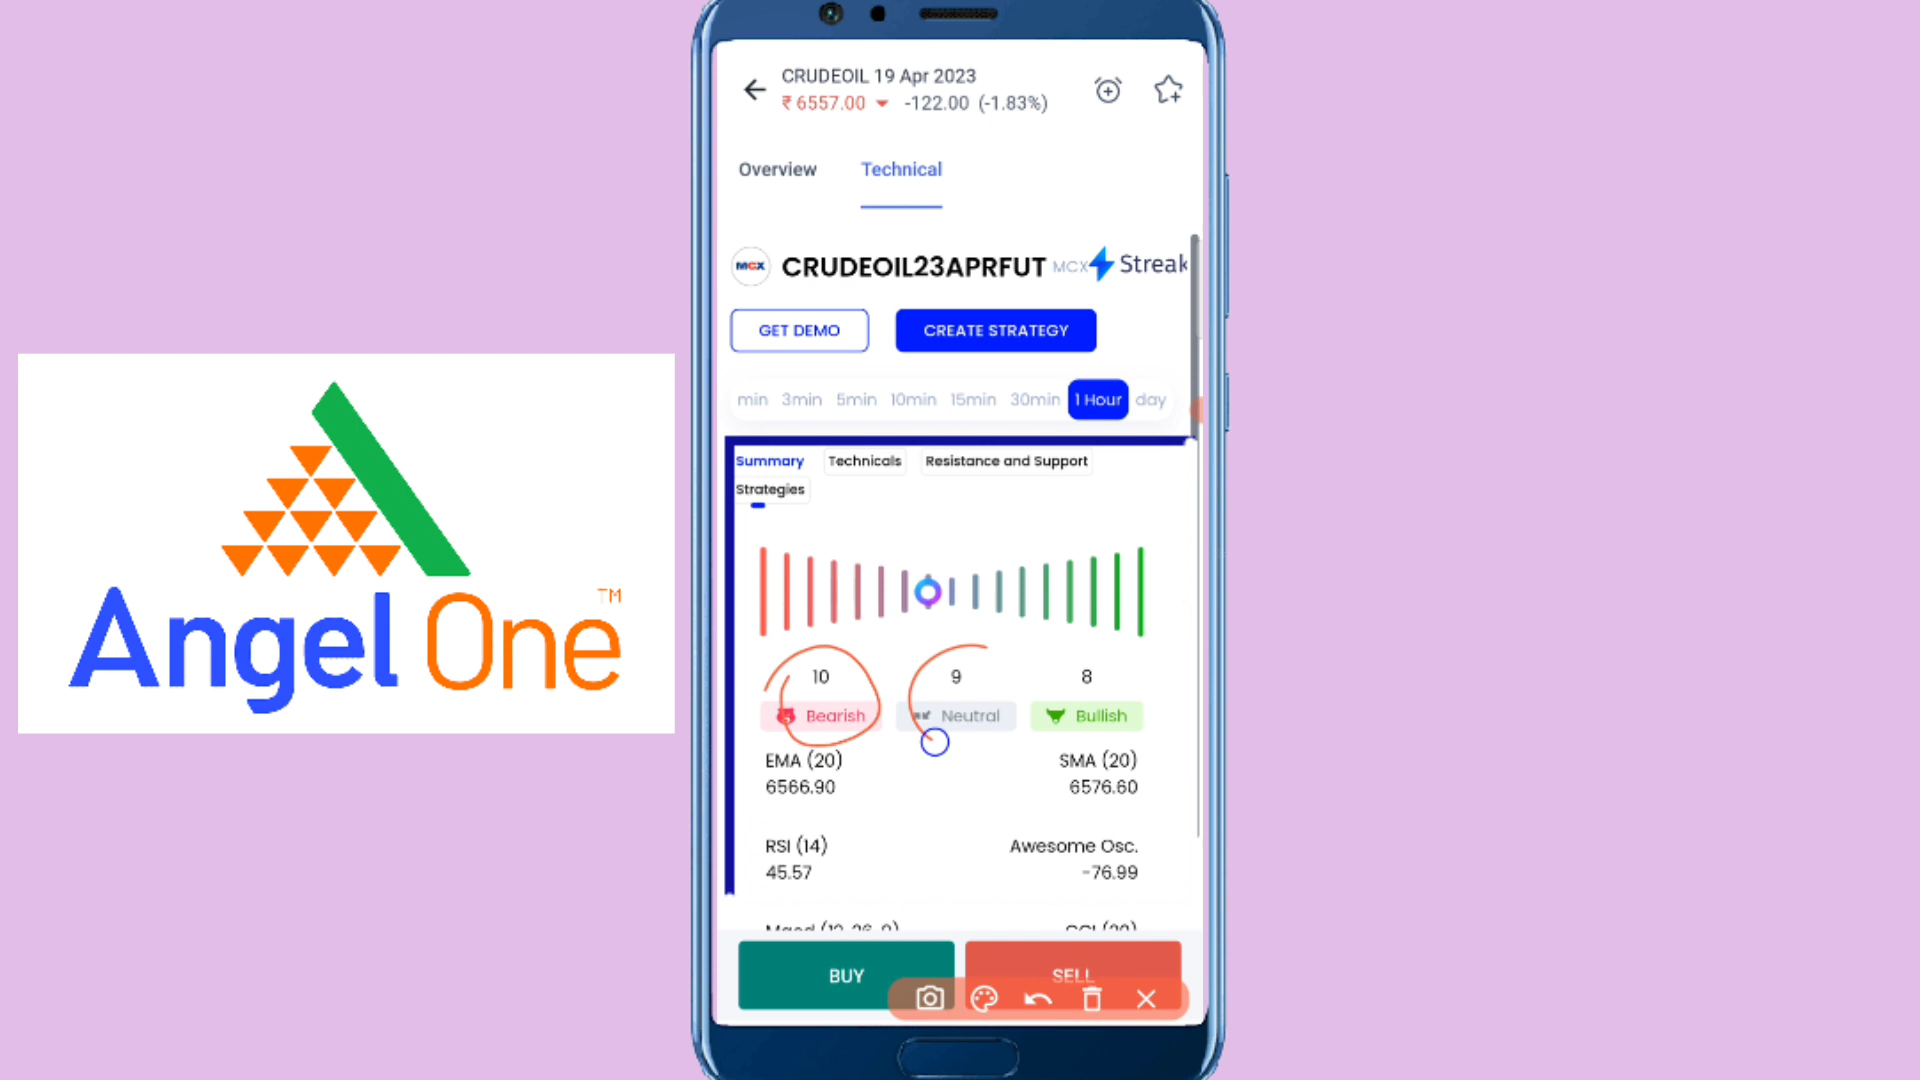 Angel One
TM
CRUDEOIL 19 Apr 2023
₹ 6557.00 -122.00 (-1.83%)
Overview Technical
MCX CRUDEOIL23APRFUT MCX Streak
GET DEMO CREATE STRATEGY
min 3min 5min 10min 15min 30min 1 Hour day
Summary Technicals Resistance and Support
Strategies
10 9 8
Bearish Neutral Bullish
EMA (20) SMA (20)
6566.90 6576.60
RSI (14) Awesome Osc.
45.57 -76.99
BUY SELL